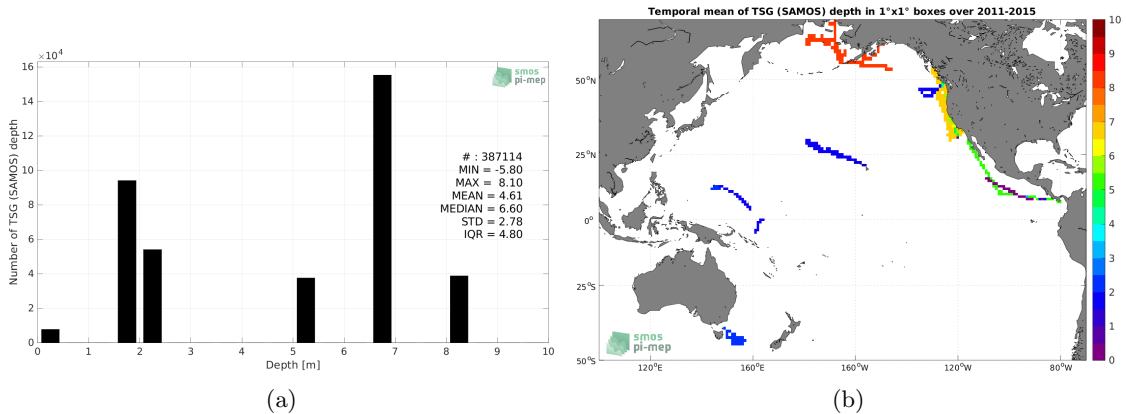 ×10⁴
16
14
12
10
8
6
4
2
0
Number of TSG (SAMOS) depth
smos
pi-mep
# : 387114
MIN = -5.80
MAX = 8.10
MEAN = 4.61
MEDIAN = 6.60
STD = 2.78
IQR = 4.80
0 1 2 3 4 5 6 7 8 9 10
Depth [m]
(a)
Temporal mean of TSG (SAMOS) depth in 1°x1° boxes over 2011-2015
50°N
25°N
0°
25°S
50°S
smos
pi-mep
120°E 160°E 160°W 120°W 80°W
10
9
8
7
6
5
4
3
2
1
0
(b)